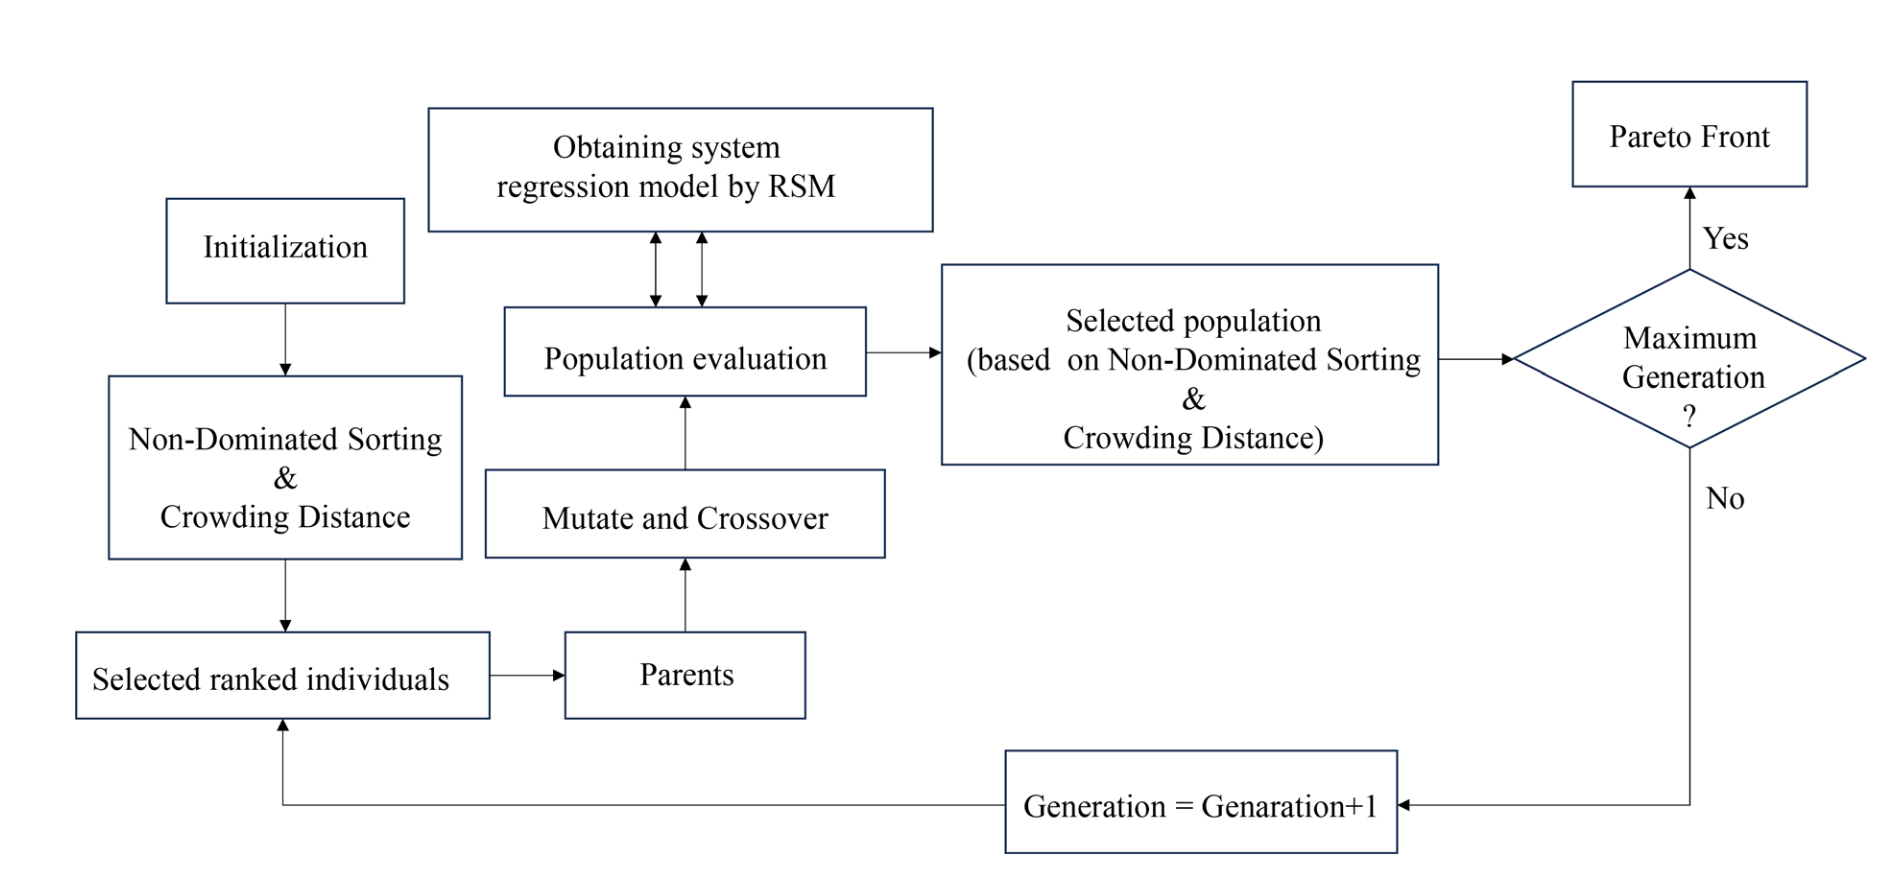 Initialization
Non-Dominated Sorting
&
Crowding Distance
Selected ranked individuals
Parents
Mutate and Crossover
Population evaluation
Obtaining system
regression model by RSM
Selected population
(based on Non-Dominated Sorting
&
Crowding Distance)
Maximum
Generation
?
Yes
Pareto Front
No
Generation = Genaration+1